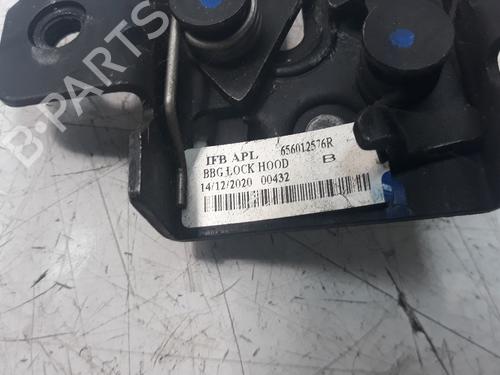 IFB APL 656012576R
BBG LOCK HOOD B
14/12/2020 00432
B-PARTS